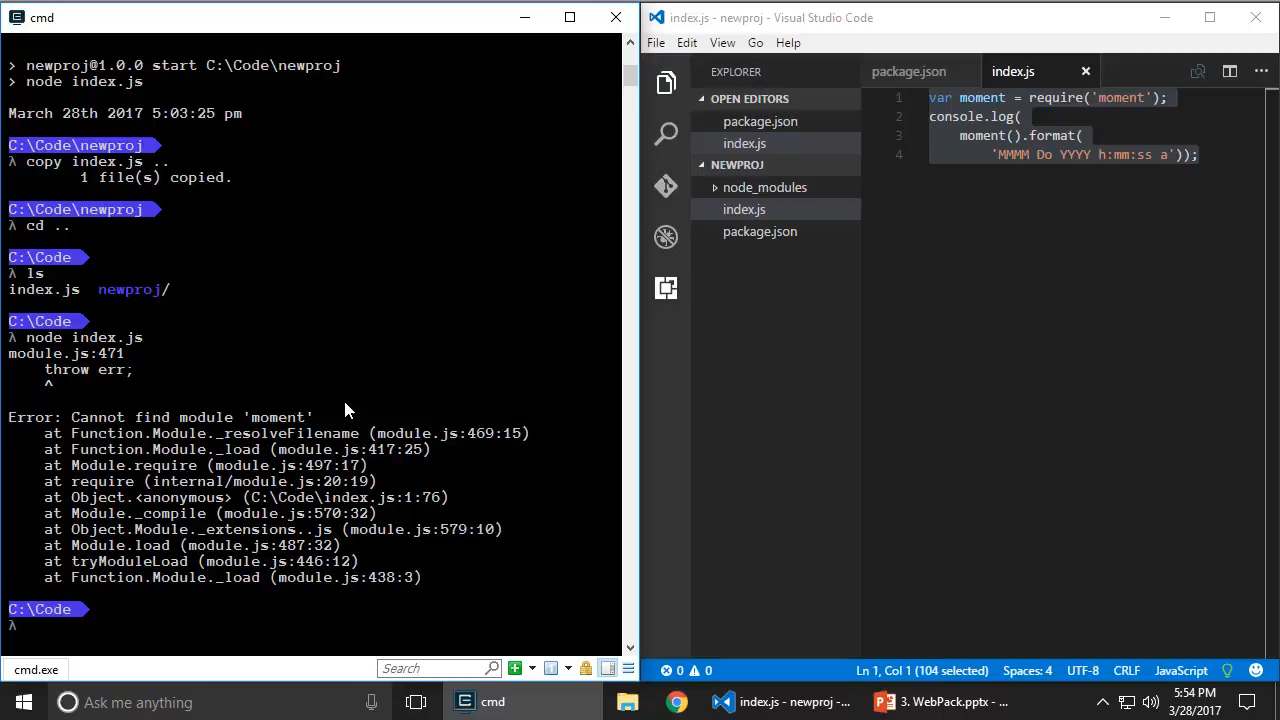 cmd
> newproj@1.0.0 start C:\Code\newproj
> node index.js
March 28th 2017 5:03:25 pm
C:\Code\newproj
λ copy index.js ..
1 file(s) copied.
C:\Code\newproj
λ cd ..
C:\Code
λ ls
index.js newproj/
C:\Code
λ node index.js
module.js:471
throw err;
^
Error: Cannot find module 'moment'
at Function.Module._resolveFilename (module.js:469:15)
at Function.Module._load (module.js:417:25)
at Module.require (module.js:497:17)
at require (internal/module.js:20:19)
at Object.<anonymous> (C:\Code\index.js:1:76)
at Module._compile (module.js:570:32)
at Object.Module._extensions..js (module.js:579:10)
at Module.load (module.js:487:32)
at tryModuleLoad (module.js:446:12)
at Function.Module._load (module.js:438:3)
C:\Code
λ
cmd.exe
Search
index.js - newproj - Visual Studio Code
File Edit View Go Help
EXPLORER
OPEN EDITORS
package.json
index.js
NEWPROJ
node_modules
index.js
package.json
package.json index.js
1 var moment = require('moment');
2 console.log(
3 moment().format(
4 'MMMM Do YYYY h:mm:ss a'));
0 0 Ln 1, Col 1 (104 selected) Spaces: 4 UTF-8 CRLF JavaScript
Ask me anything
cmd
index.js - newproj -...
3. WebPack.pptx - ...
5:54 PM
3/28/2017